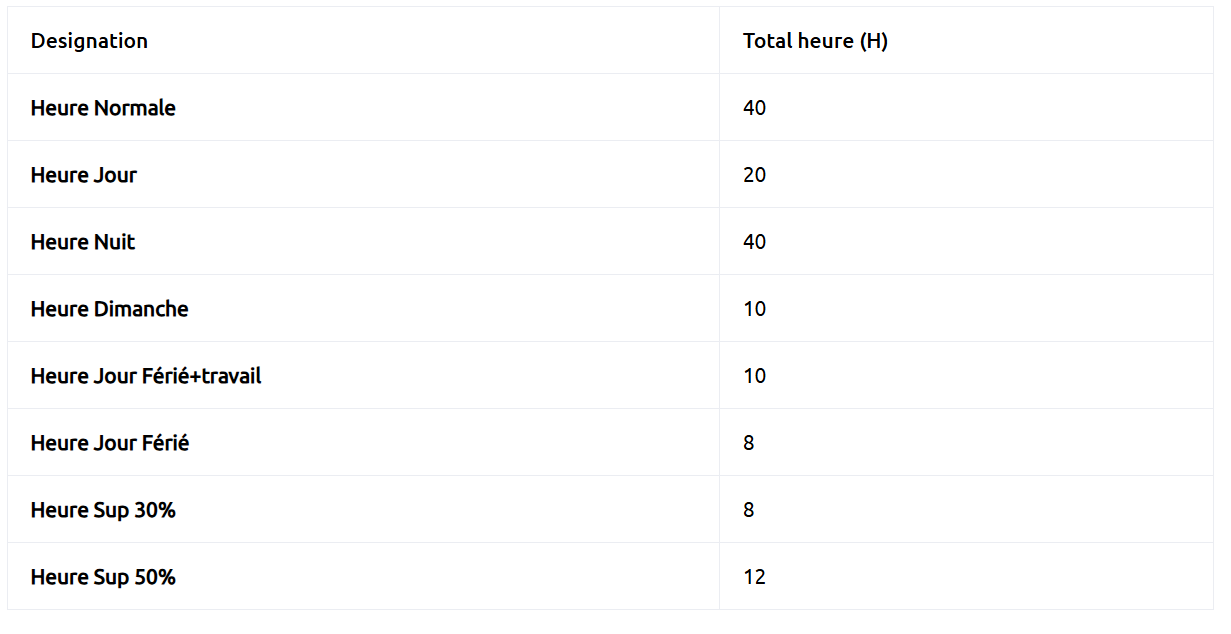 Designation Total heure (H)
Heure Normale 40
Heure Jour 20
Heure Nuit 40
Heure Dimanche 10
Heure Jour Férié+travail 10
Heure Jour Férié 8
Heure Sup 30% 8
Heure Sup 50% 12